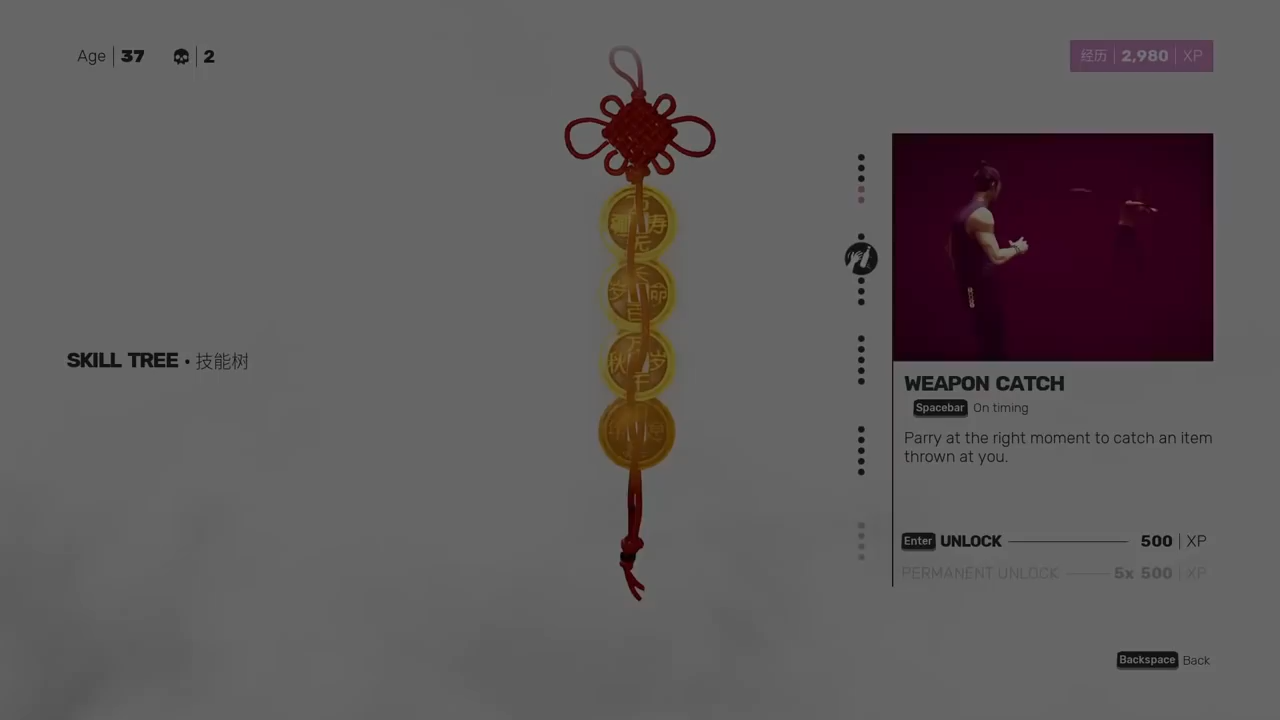 Age 37 2
经历 2,980 XP
SKILL TREE • 技能树
WEAPON CATCH
Spacebar On timing
Parry at the right moment to catch an item
thrown at you.
Enter UNLOCK 500 XP
PERMANENT UNLOCK 5x 500 XP
Backspace Back